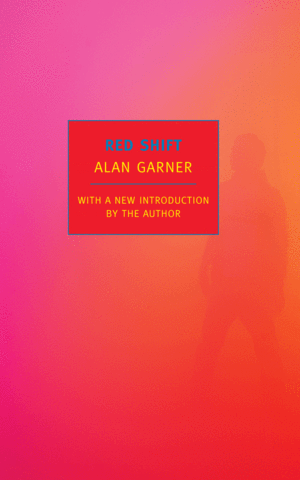 RED SHIFT
ALAN GARNER
WITH A NEW INTRODUCTION
BY THE AUTHOR